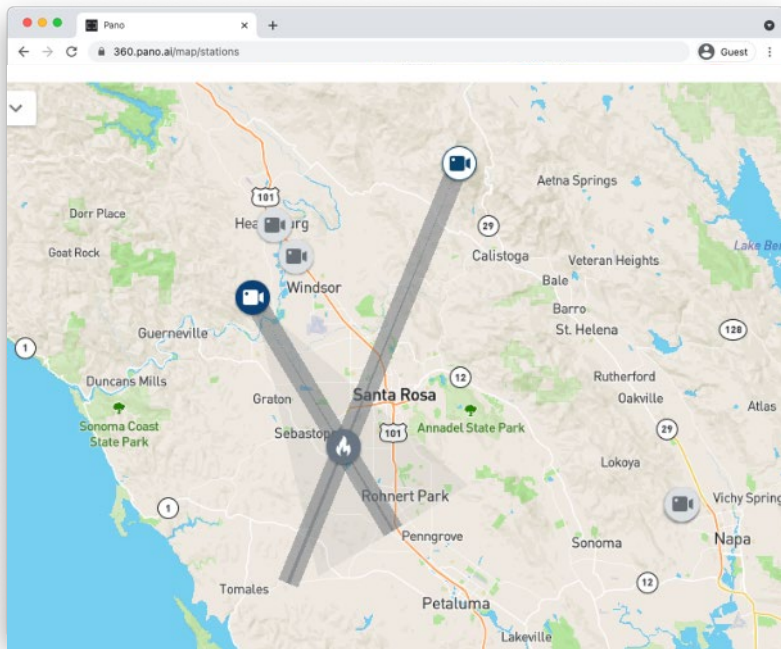 Pano
360.pano.ai/map/stations
Guest
101
Aetna Springs
Dorr Place
29
Goat Rock
Calistoga
Veteran Heights
Bale
Windsor
Barro
1
Guerneville
St. Helena
128
Duncans Mills
12
Rutherford
Graton
Santa Rosa
Oakville
Atlas
Sonoma Coast
State Park
101
Annadel State Park
29
Lokoya
1
Rohnert Park
Vichy Spring
Penngrove
Sonoma
Napa
Tomales
12
Petaluma
Lakeville